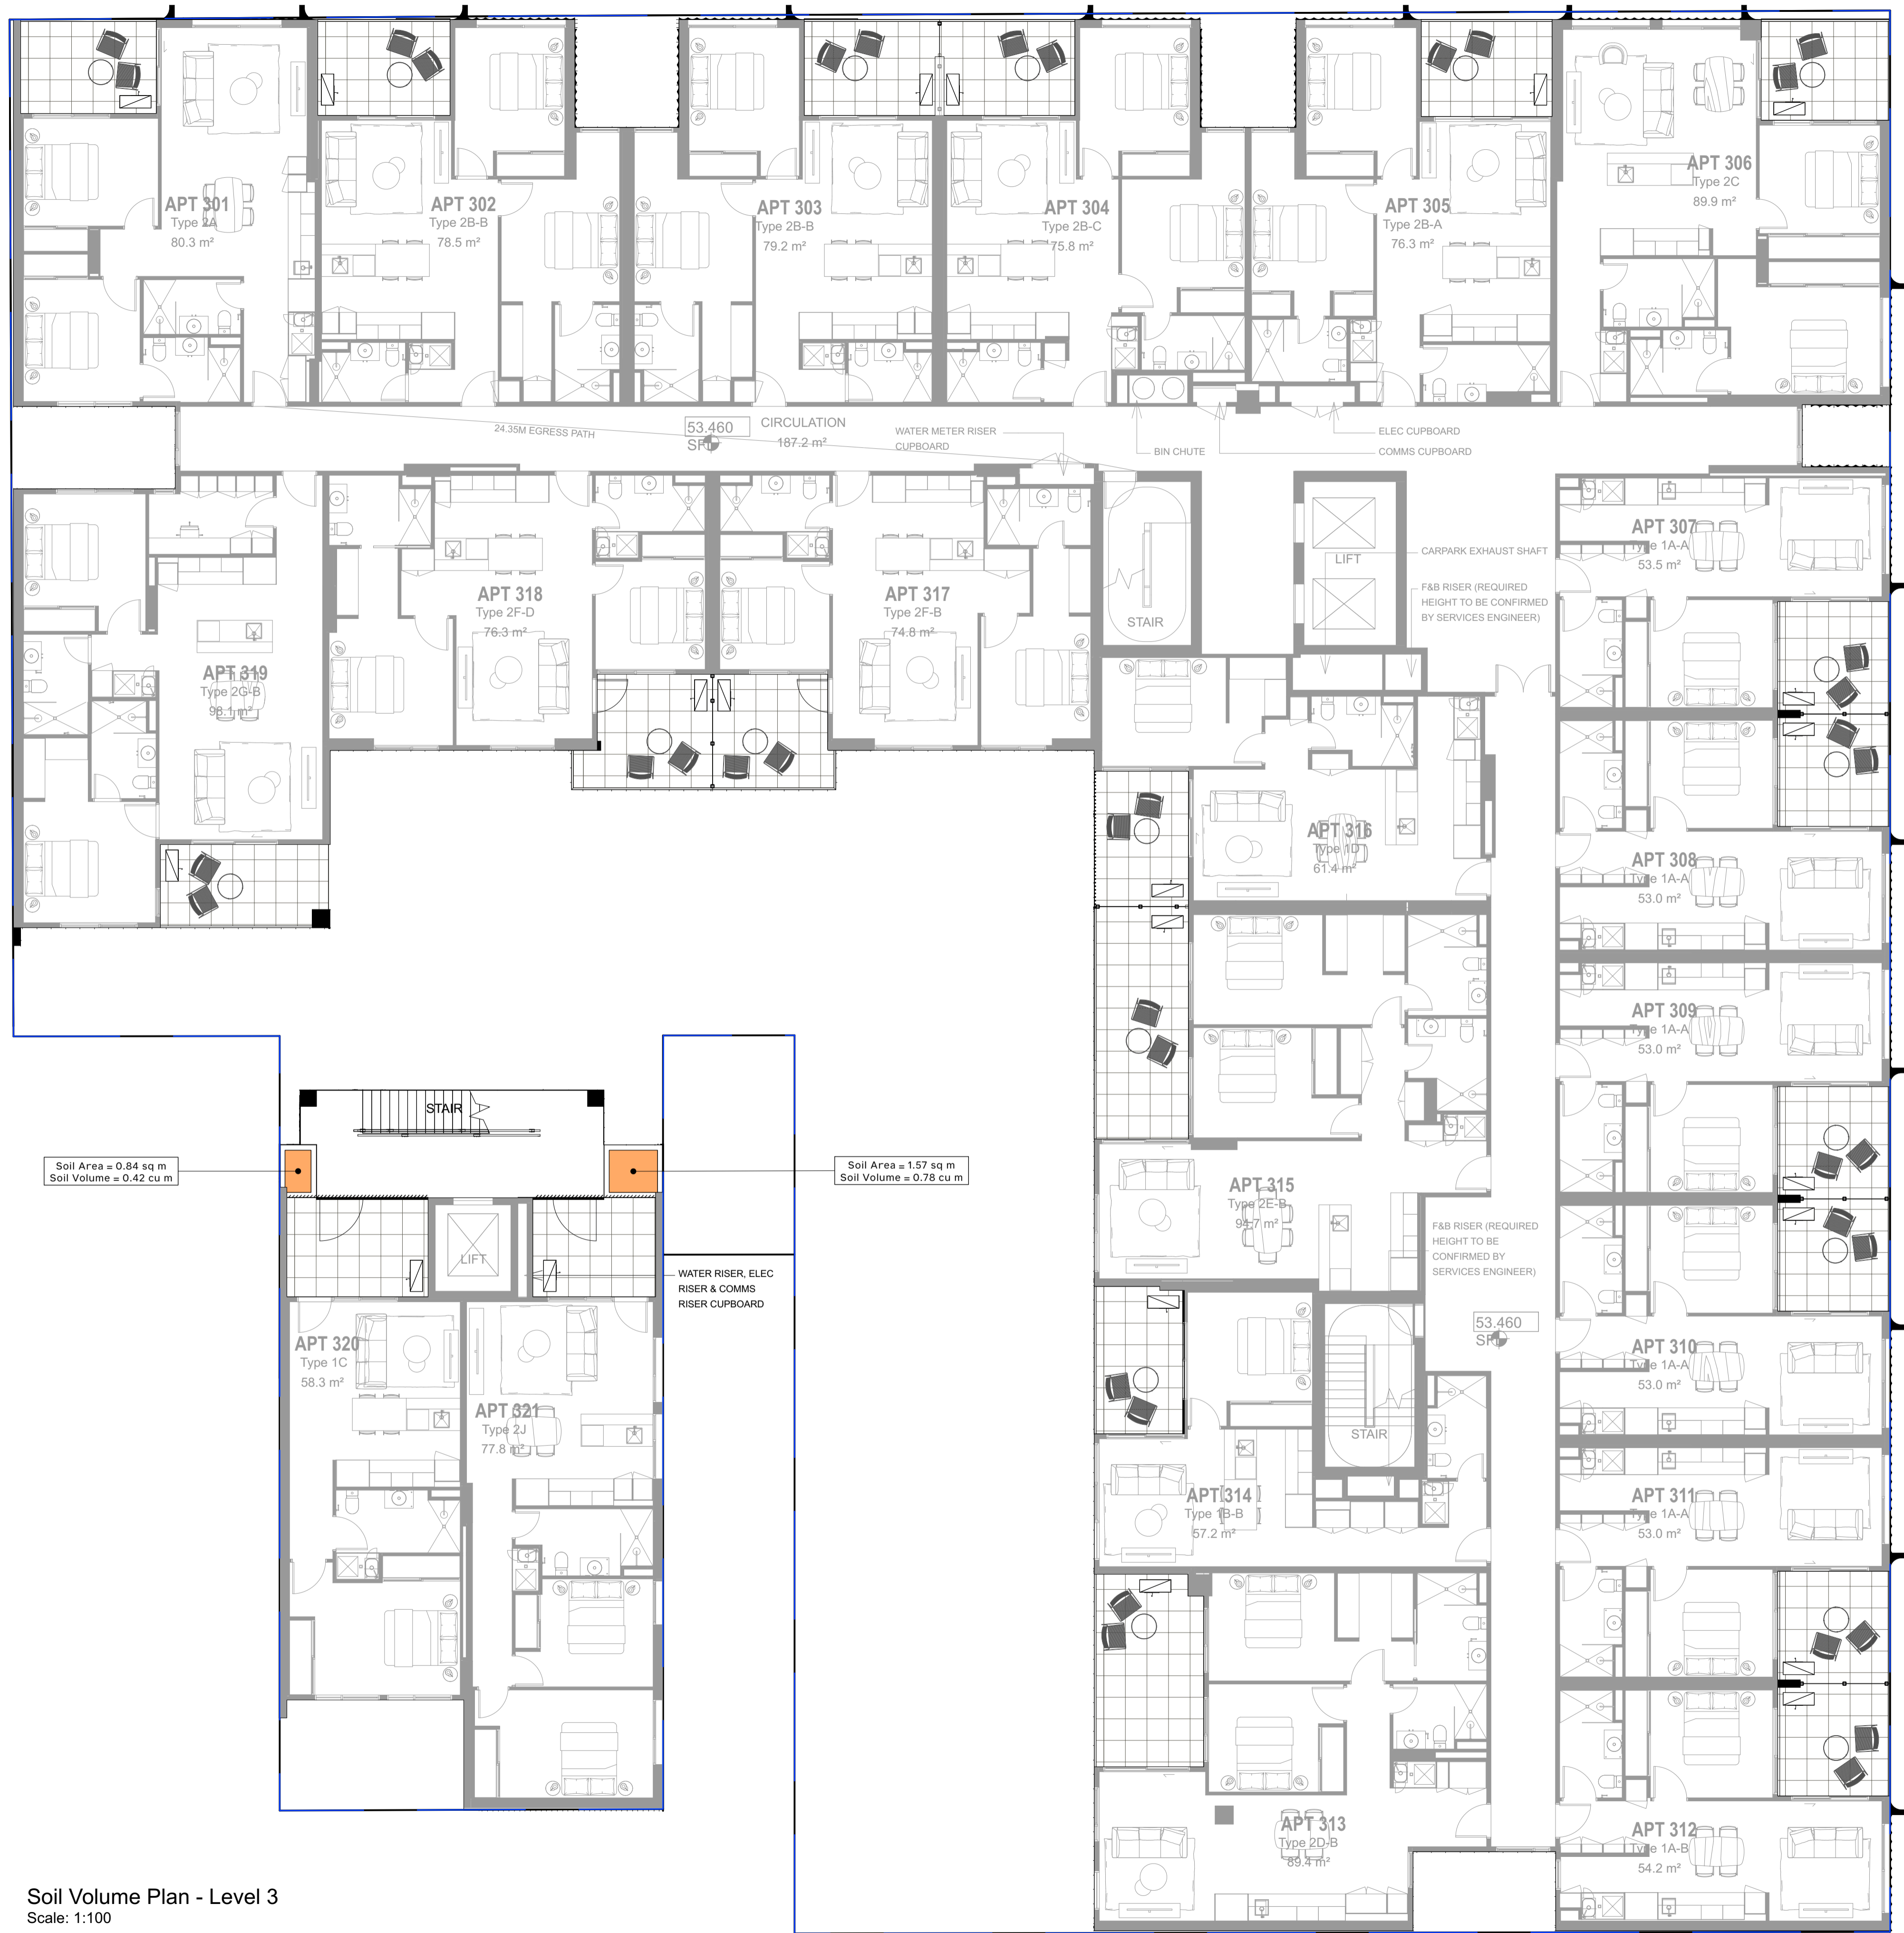 APT 301
Type 2A
80.3 m²
APT 302
Type 2B-B
78.5 m²
APT 303
Type 2B-B
79.2 m²
APT 304
Type 2B-C
75.8 m²
APT 305
Type 2B-A
76.3 m²
APT 306
Type 2C
89.9 m²
24.35M EGRESS PATH
53.460
SFL
CIRCULATION
187.2 m²
WATER METER RISER
CUPBOARD
BIN CHUTE
ELEC CUPBOARD
COMMS CUPBOARD
APT 319
Type 2G-B
98.1 m²
APT 318
Type 2F-D
76.3 m²
APT 317
Type 2F-B
74.8 m²
STAIR
LIFT
CARPARK EXHAUST SHAFT
F&B RISER (REQUIRED
HEIGHT TO BE CONFIRMED
BY SERVICES ENGINEER)
APT 307
Type 1A-A
53.5 m²
APT 316
Type 1D
61.4 m²
APT 308
Type 1A-A
53.0 m²
APT 309
Type 1A-A
53.0 m²
STAIR
Soil Area = 0.84 sq m
Soil Volume = 0.42 cu m
Soil Area = 1.57 sq m
Soil Volume = 0.78 cu m
LIFT
WATER RISER, ELEC
RISER & COMMS
RISER CUPBOARD
APT 315
Type 2E-B
94.7 m²
F&B RISER (REQUIRED
HEIGHT TO BE
CONFIRMED BY
SERVICES ENGINEER)
53.460
SFL
APT 320
Type 1C
58.3 m²
APT 321
Type 2J
77.8 m²
APT 310
Type 1A-A
53.0 m²
STAIR
APT 314
Type 1B-B
57.2 m²
APT 311
Type 1A-A
53.0 m²
APT 313
Type 2D-B
89.4 m²
APT 312
Type 1A-B
54.2 m²
Soil Volume Plan - Level 3
Scale: 1:100